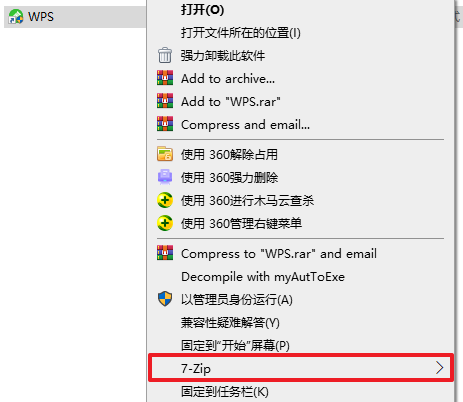 WPS
打开(O)
打开文件所在的位置(I)
强力卸载此软件
Add to archive...
Add to "WPS.rar"
Compress and email...
使用 360解除占用
使用 360强力删除
使用 360进行木马云查杀
使用 360管理右键菜单
Compress to "WPS.rar" and email
Decompile with myAutToExe
以管理员身份运行(A)
兼容性疑难解答(Y)
固定到"开始"屏幕(P)
7-Zip
固定到任务栏(K)